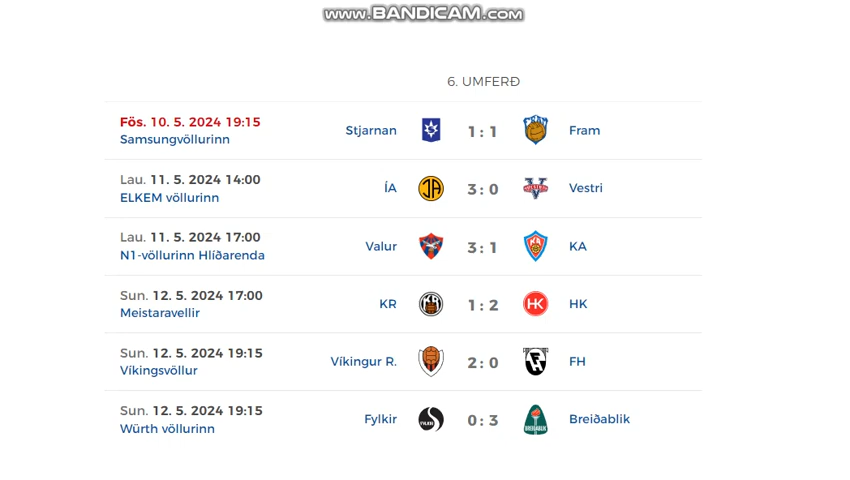 www.BANDICAM.com
6. UMFERÐ
Fös. 10. 5. 2024 19:15
Samsungvöllurinn
Stjarnan 1 : 1 Fram
Lau. 11. 5. 2024 14:00
ELKEM völlurinn
ÍA 3 : 0 Vestri
Lau. 11. 5. 2024 17:00
N1-völlurinn Hlíðarenda
Valur 3 : 1 KA
Sun. 12. 5. 2024 17:00
Meistaravellir
KR 1 : 2 HK
Sun. 12. 5. 2024 19:15
Víkingsvöllur
Víkingur R. 2 : 0 FH
Sun. 12. 5. 2024 19:15
Würth völlurinn
Fylkir 0 : 3 Breiðablik